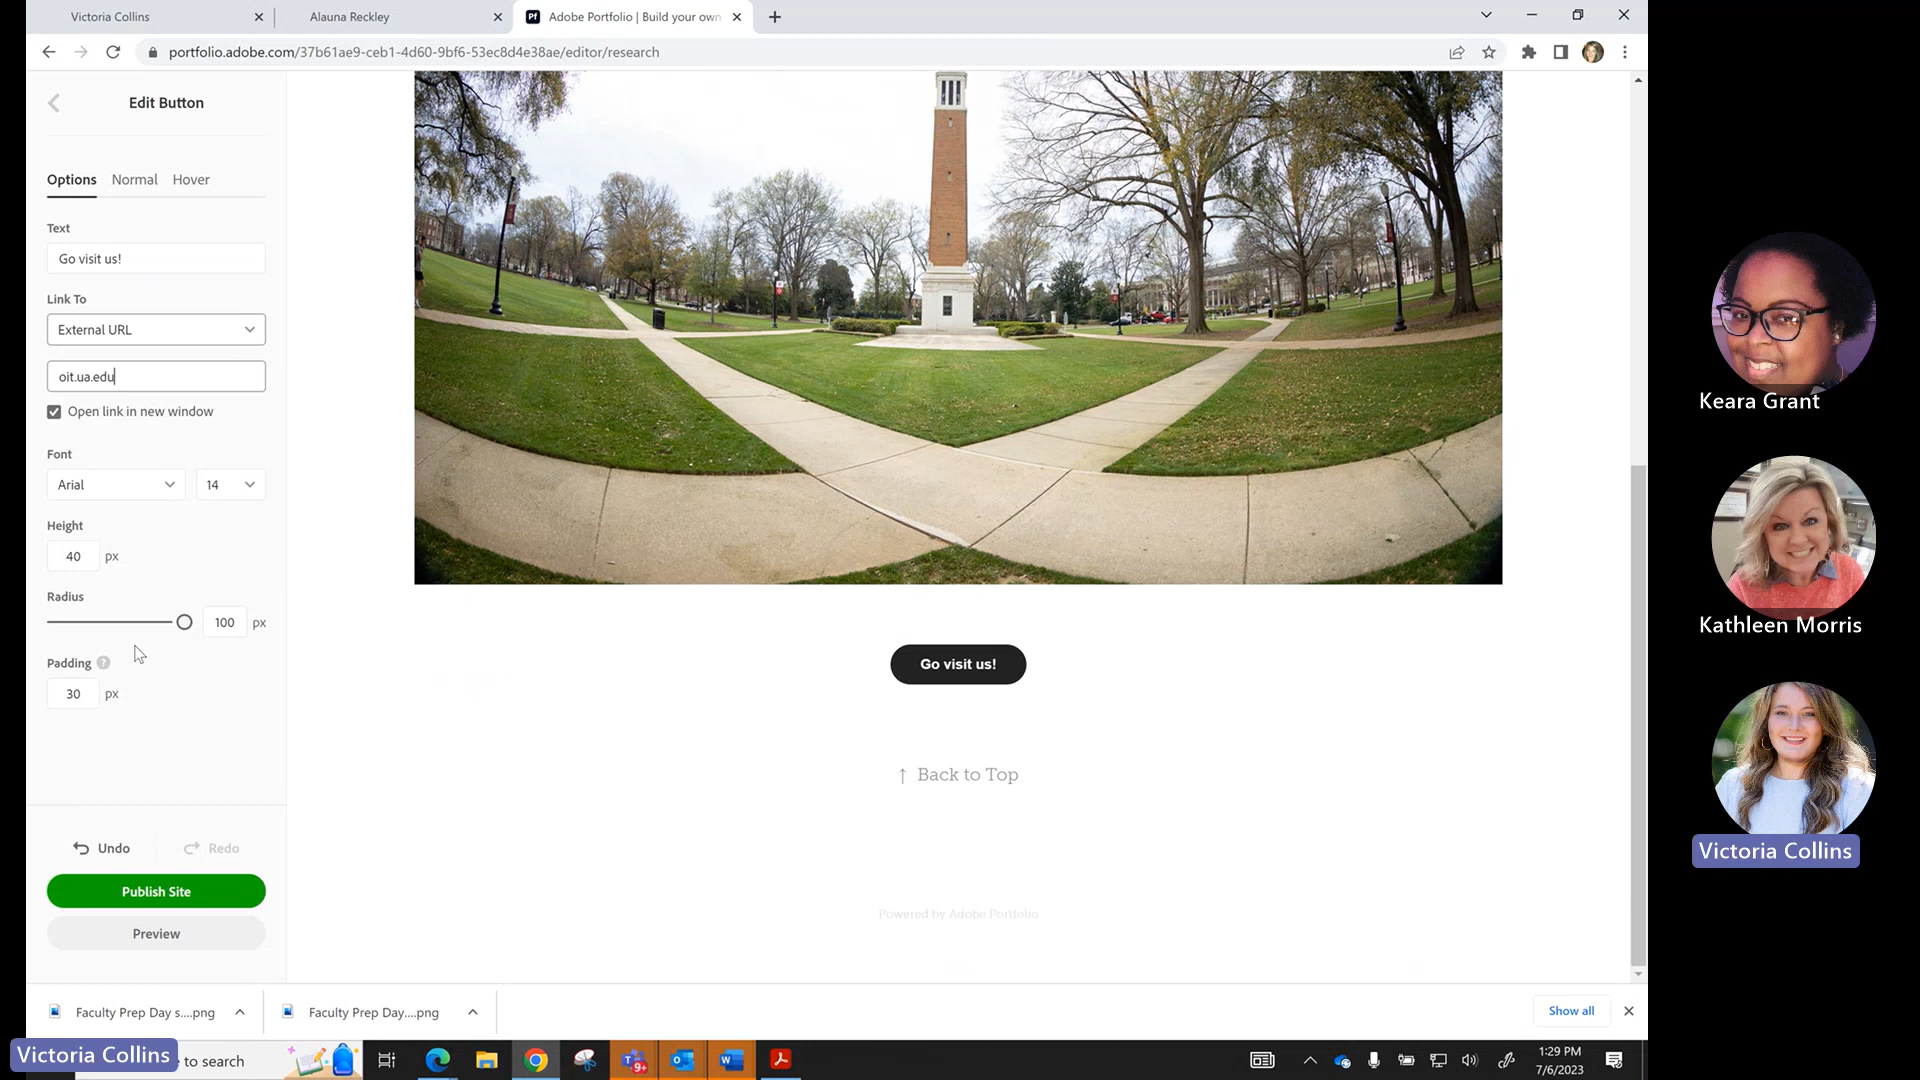 Victoria Collins
Alauna Reckley
Pf Adobe Portfolio | Build your own
portfolio.adobe.com/37b61ae9-ceb1-4d60-9bf6-53ec8d4e38ae/editor/research
Edit Button
Options Normal Hover
Text
Go visit us!
Link To
External URL
oit.ua.edu
Open link in new window
Font
Arial 14
Height
40 px
Radius
100 px
Padding ?
30 px
Undo Redo
Publish Site
Preview
Go visit us!
↑ Back to Top
Powered by Adobe Portfolio
Keara Grant
Kathleen Morris
Victoria Collins
Faculty Prep Day s....png
Faculty Prep Day....png
Show all
Victoria Collins
e to search
9+
1:29 PM
7/6/2023